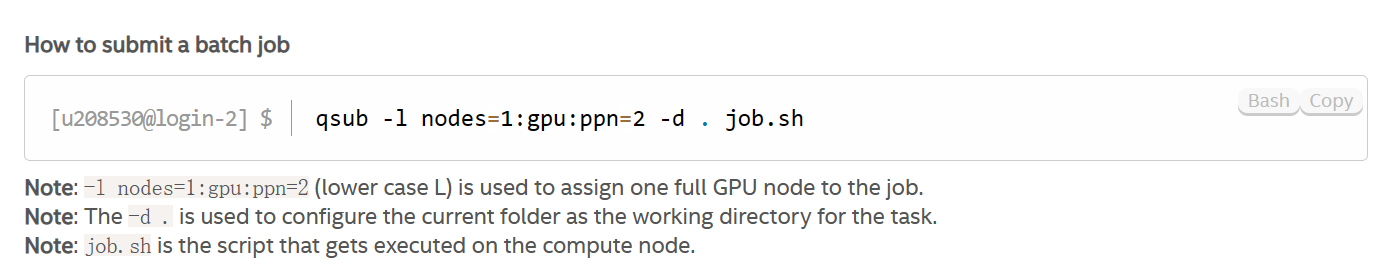 How to submit a batch job
Bash Copy
[u208530@login-2] $ qsub -l nodes=1:gpu:ppn=2 -d . job.sh
Note: -l nodes=1:gpu:ppn=2 (lower case L) is used to assign one full GPU node to the job.
Note: The -d . is used to configure the current folder as the working directory for the task.
Note: job.sh is the script that gets executed on the compute node.